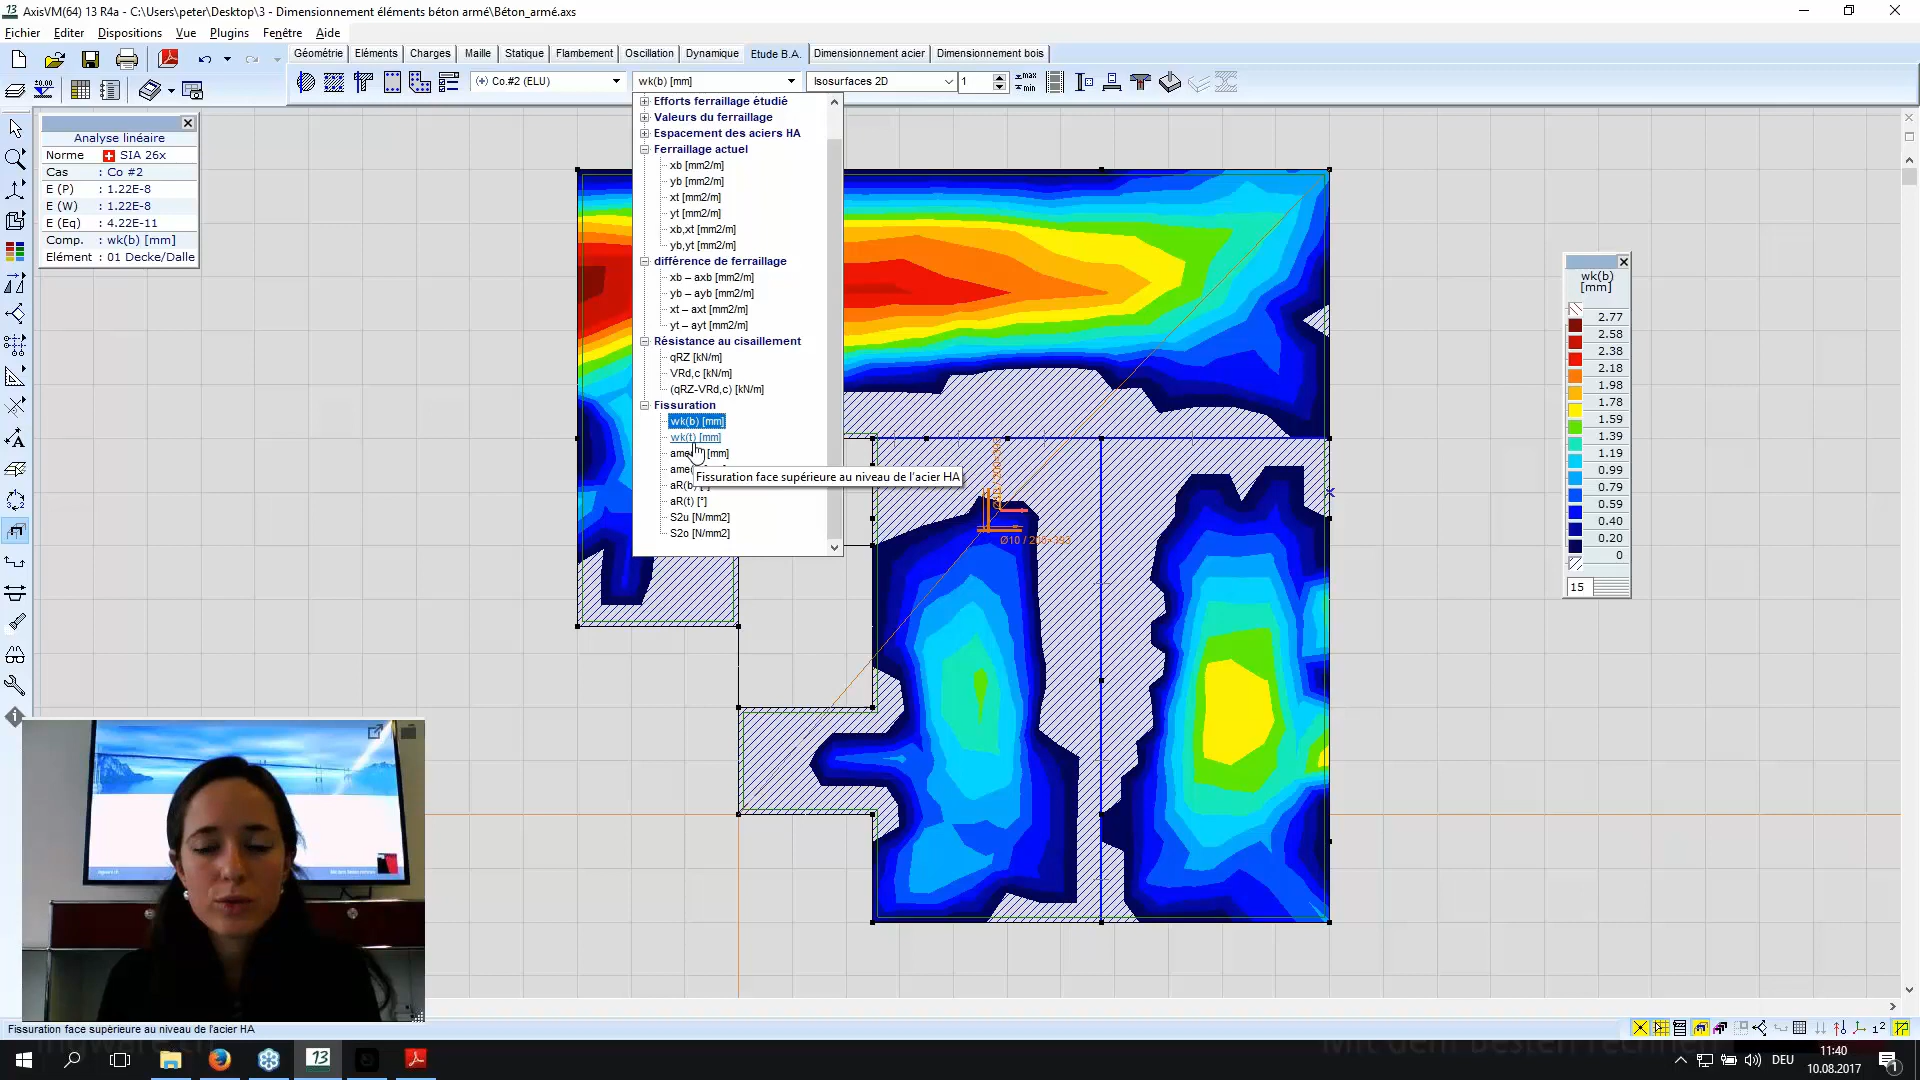 AxisVM(64) 13 R4a - C:\Users\peter\Desktop\3 - Dimensionnement éléments béton armé\Béton_armé.axs
Fichier Editer Dispositions Vue Plugins Fenêtre Aide
Géométrie Eléments Charges Maille Statique Flambement Oscillation Dynamique Etude B.A. Dimensionnement acier Dimensionnement bois
(+) Co.#2 (ELU) wk(b) [mm] Isosurfaces 2D 1
Analyse linéaire
Norme SIA 26x
Cas : Co #2
E (P) : 1.22E-8
E (W) : 1.22E-8
E (Eq) : 4.22E-11
Comp. : wk(b) [mm]
Elément : 01 Decke/Dalle
Efforts ferraillage étudié
Valeurs du ferraillage
Espacement des aciers HA
Ferraillage actuel
xb [mm2/m]
yb [mm2/m]
xt [mm2/m]
yt [mm2/m]
xb,xt [mm2/m]
yb,yt [mm2/m]
différence de ferraillage
xb – axb [mm2/m]
yb – ayb [mm2/m]
xt – axt [mm2/m]
yt – ayt [mm2/m]
Résistance au cisaillement
qRZ [kN/m]
VRd,c [kN/m]
(qRZ-VRd,c) [kN/m]
Fissuration
wk(b) [mm]
wk(t) [mm]
[mm]
Fissuration face supérieure au niveau de l'acier HA
aR(b)
aR(t) [°]
S2u [N/mm2]
S2o [N/mm2]
wk(b)
[mm]
2.77
2.58
2.38
2.18
1.98
1.78
1.59
1.39
1.19
0.99
0.79
0.59
0.40
0.20
0
15
Fissuration face supérieure au niveau de l'acier HA
DEU
11:40
10.08.2017